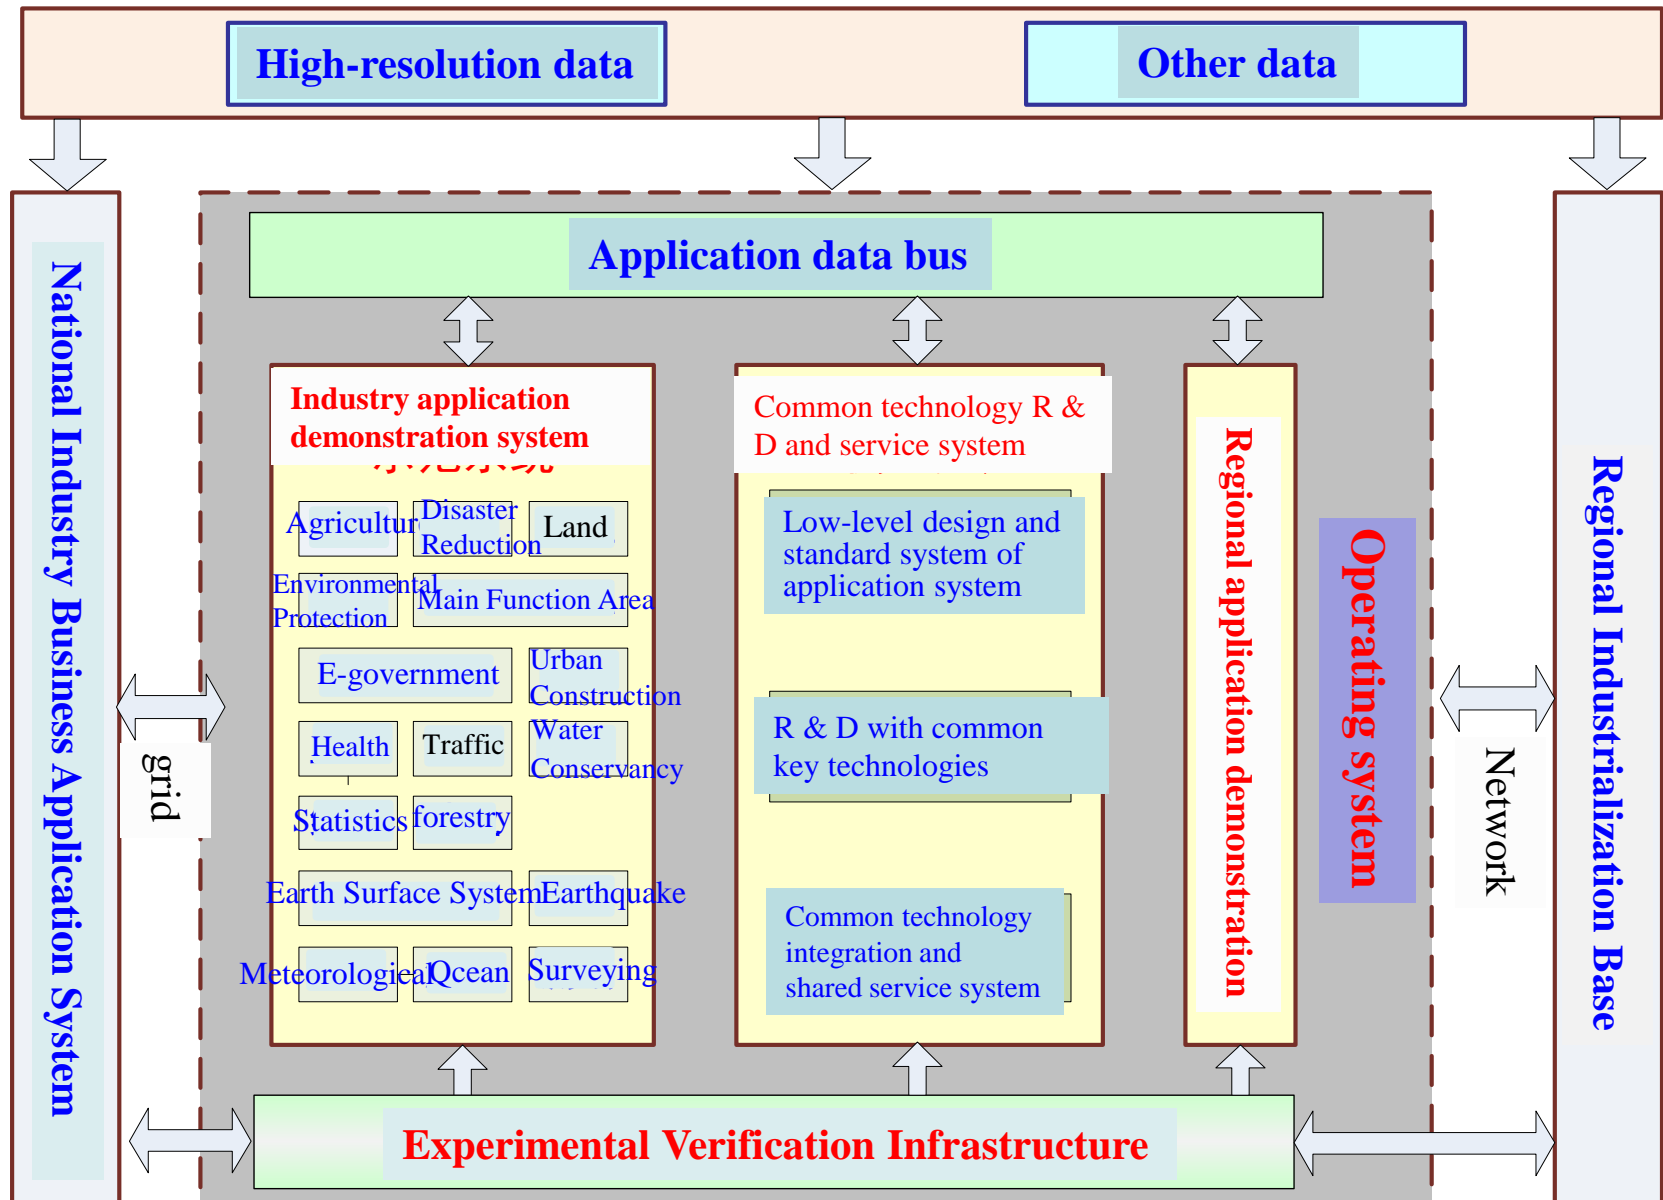 High-resolution data
Other data
Application data bus
National Industry Business Application System
grid
Industry application
demonstration system
Agricultur
Disaster
Reduction
Land
Environmental
Protection
Main Function Area
E-government
Urban
Construction
Health
Traffic
Water
Conservancy
Statistics
forestry
Earth Surface System
Earthquake
Meteorological
Ocean
Surveying
Common technology R &
D and service system
Low-level design and
standard system of
application system
R & D with common
key technologies
Common technology
integration and
shared service system
Regional application demonstration
Operating system
Network
Regional Industrialization Base
Experimental Verification Infrastructure